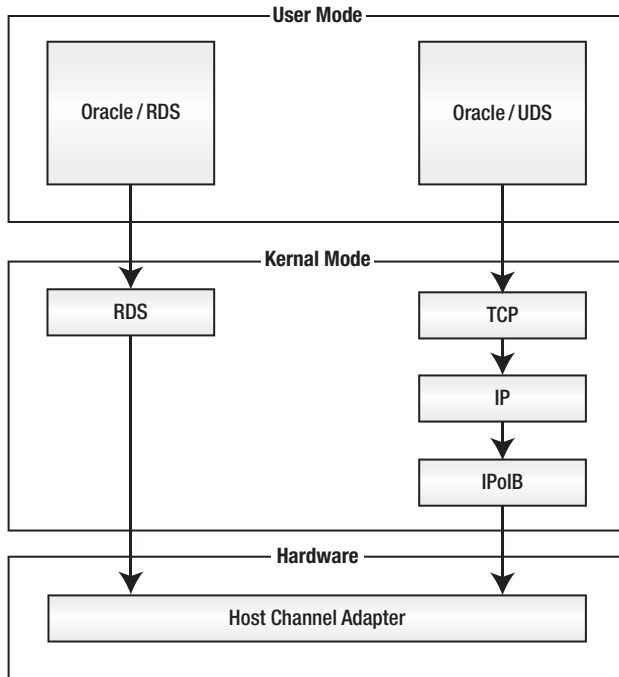 User Mode
Oracle / RDS
Oracle / UDS
Kernal Mode
RDS
TCP
IP
IPoIB
Hardware
Host Channel Adapter